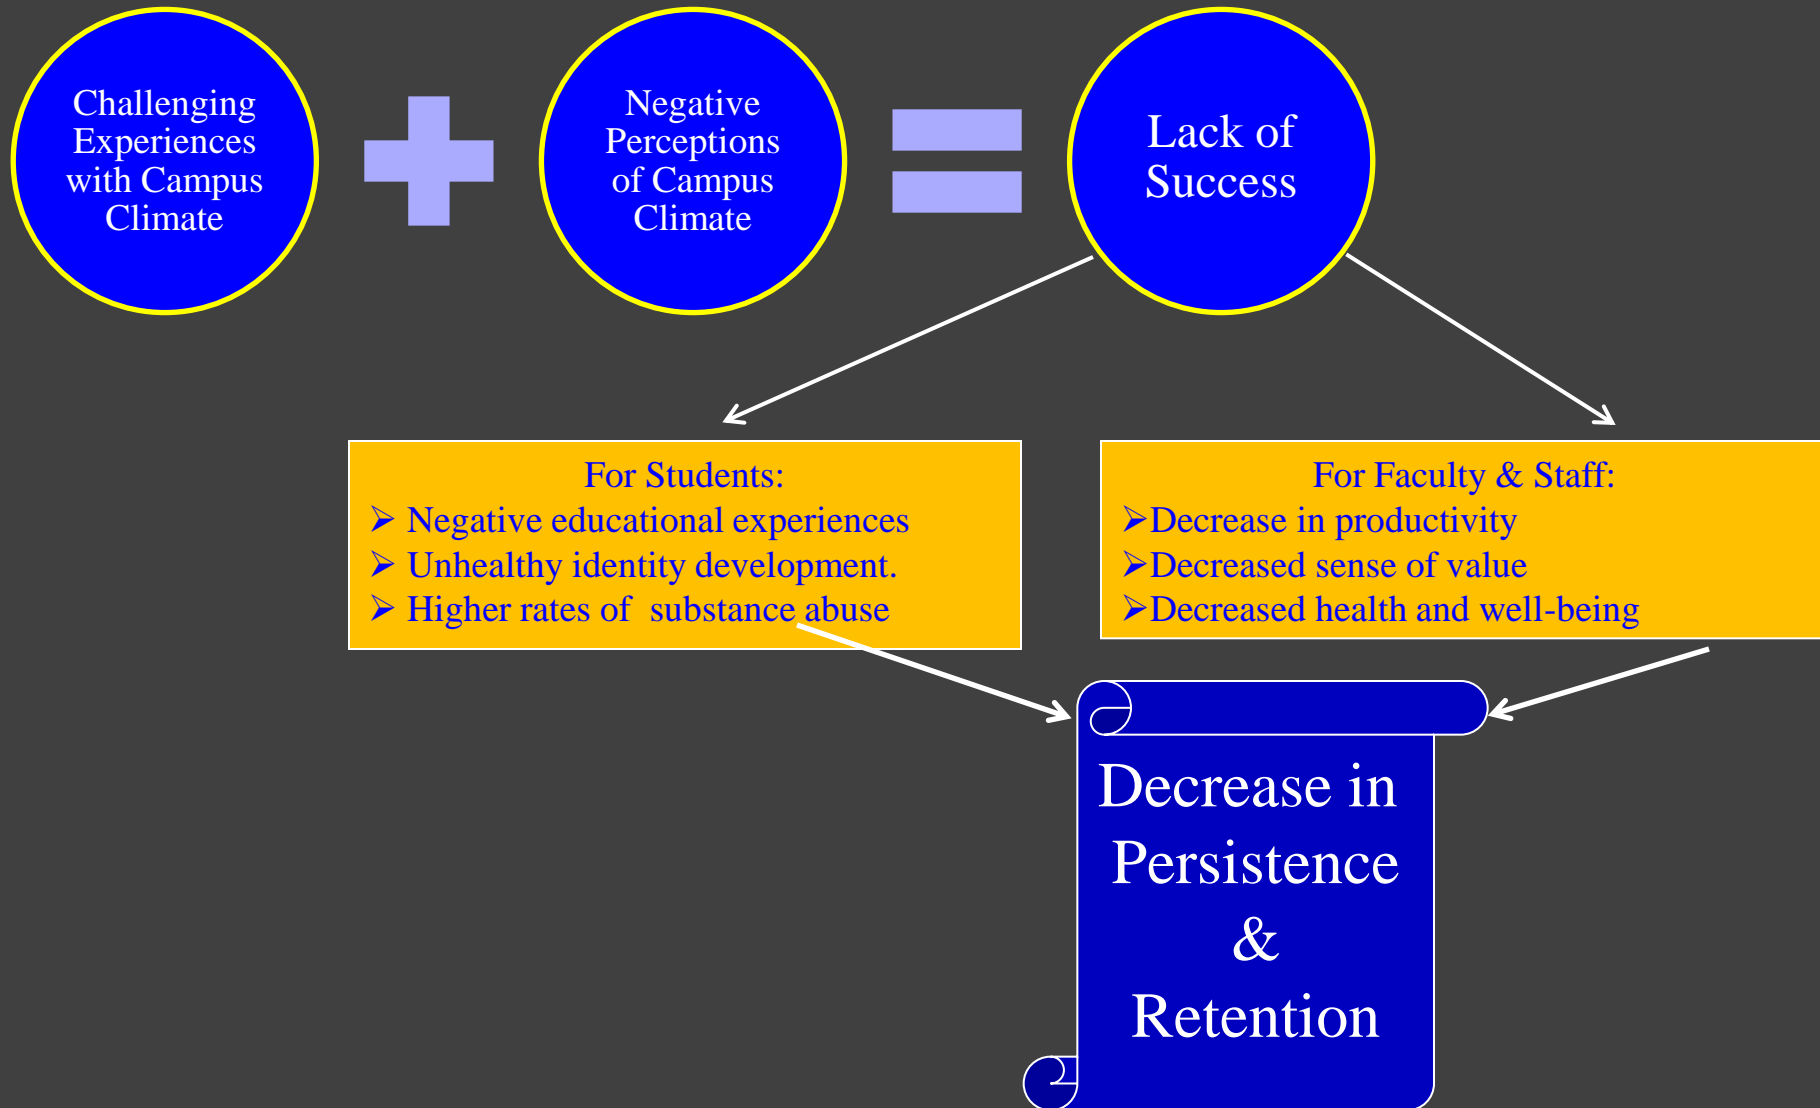 Challenging
Experiences
with Campus
Climate
Negative
Perceptions
of Campus
Climate
Lack of
Success
For Students:
➢ Negative educational experiences
➢ Unhealthy identity development.
➢ Higher rates of  substance abuse
For Faculty & Staff:
➢Decrease in productivity
➢Decreased sense of value
➢Decreased health and well-being
Decrease in
Persistence
&
Retention